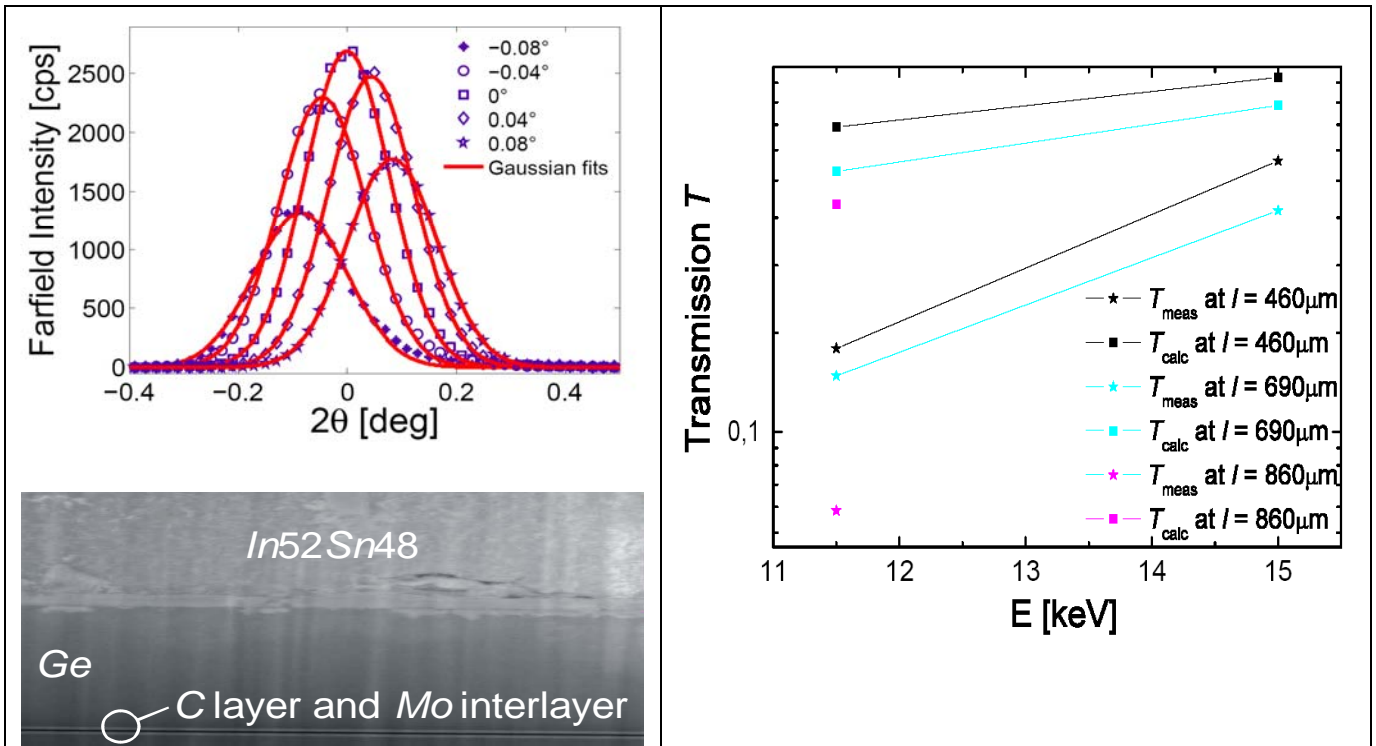 Farfield Intensity [cps]
2500
2000
1500
1000
500
0
−0.08°
−0.04°
0°
0.04°
0.08°
Gaussian fits
−0.4
−0.2
0
0.2
0.4
2θ [deg]
In52Sn48
Ge
C layer and Mo interlayer
Transmission T
0,1
T_meas at l = 460μm
T_calc at l = 460μm
T_meas at l = 690μm
T_calc at l = 690μm
T_meas at l = 860μm
T_calc at l = 860μm
11
12
13
14
15
E [keV]